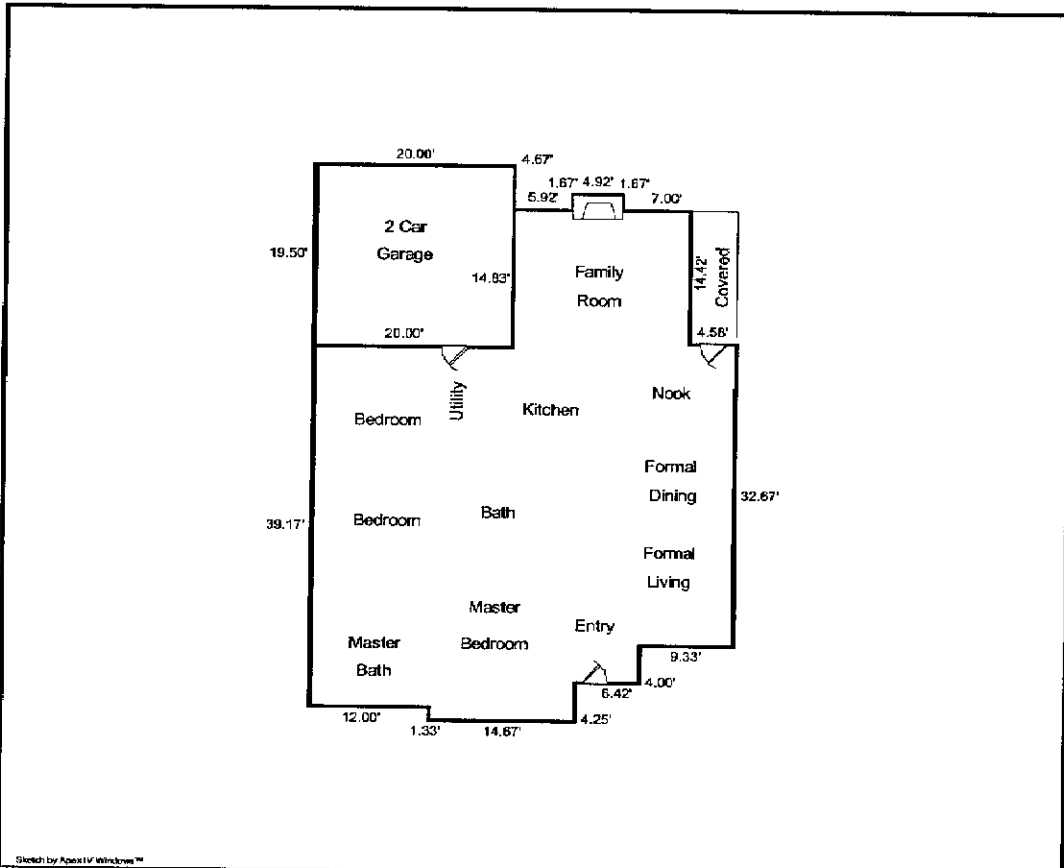 20.00'
4.67'
1.67' 4.92' 1.67'
5.92' 7.00'
2 Car
Garage
19.50'
14.83'
Family
Room
14.42'
Covered
20.00'
4.58'
Utility
Bedroom
Kitchen
Nook
Formal
Dining
32.67'
39.17'
Bedroom
Bath
Formal
Living
Master
Bedroom
Entry
Master
Bath
9.33'
4.00'
6.42'
12.00'
1.33'
14.67'
4.25'
Sketch by Apex IV Windows™